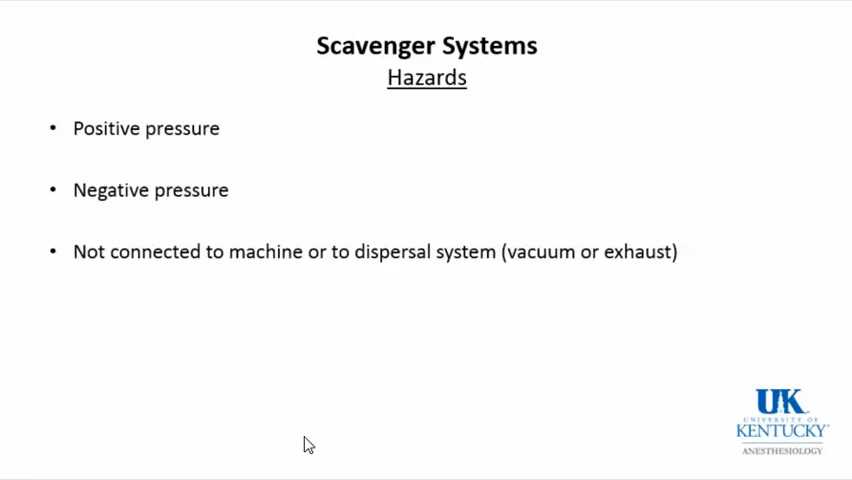 Scavenger Systems
Hazards
• Positive pressure
• Negative pressure
• Not connected to machine or to dispersal system (vacuum or exhaust)
UK
UNIVERSITY OF
KENTUCKY™
ANESTHESIOLOGY